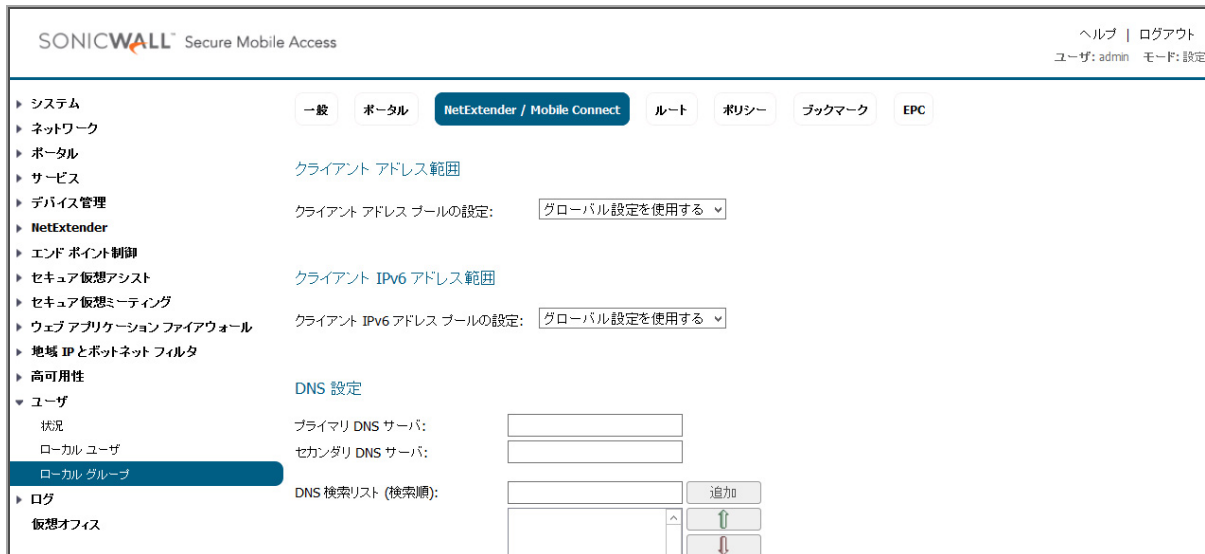 SONICWALL™ Secure Mobile Access
ヘルプ | ログアウト
ユーザ: admin モード: 設定
システム
ネットワーク
ポータル
サービス
デバイス管理
NetExtender
エンド ポイント制御
セキュア仮想アシスト
セキュア仮想ミーティング
ウェブ アプリケーション ファイアウォール
地域 IP とボットネット フィルタ
高可用性
ユーザ
状況
ローカル ユーザ
ローカル グループ
ログ
仮想オフィス
一般 ポータル NetExtender / Mobile Connect ルート ポリシー ブックマーク EPC
クライアント アドレス範囲
クライアント アドレス プールの設定: グローバル設定を使用する
クライアント IPv6 アドレス範囲
クライアント IPv6 アドレス プールの設定: グローバル設定を使用する
DNS 設定
プライマリ DNS サーバ:
セカンダリ DNS サーバ:
DNS 検索リスト (検索順): 追加